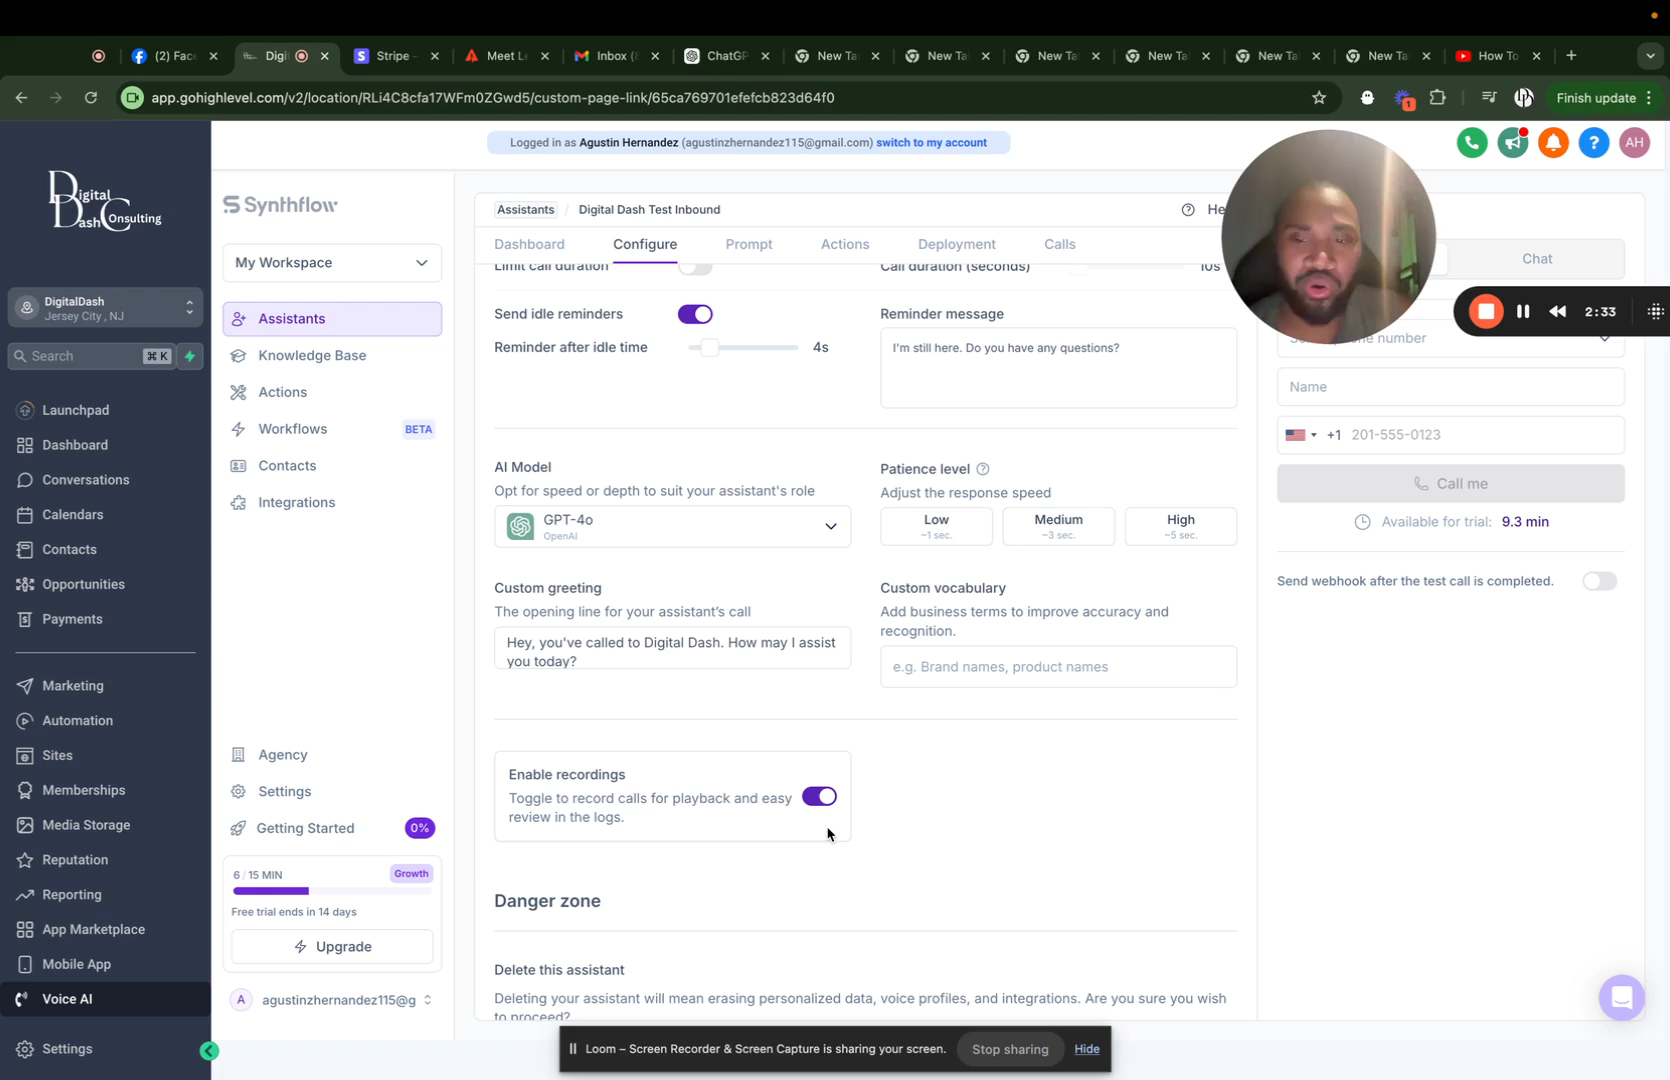 (2) Fac
Digi
Stripe -
Meet Le
Inbox (8
ChatGP
New Ta
New Ta
New Ta
New Ta
New Ta
New Ta
How To
app.gohighlevel.com/v2/location/RLi4C8cfa17WFm0ZGwd5/custom-page-link/65ca769701efefcb823d64f0
1
Finish update
Digital
Dash
Consulting
DigitalDash
Jersey City , NJ
Search
⌘ K
Launchpad
Dashboard
Conversations
Calendars
Contacts
Opportunities
Payments
Marketing
Automation
Sites
Memberships
Media Storage
Reputation
Reporting
App Marketplace
Mobile App
Voice AI
Settings
Logged in as Agustin Hernandez (agustinzhernandez115@gmail.com) switch to my account
AH
Synthflow
My Workspace
Assistants
Knowledge Base
Actions
Workflows
BETA
Contacts
Integrations
Agency
Settings
Getting Started
0%
6 / 15 MIN
Growth
Free trial ends in 14 days
Upgrade
A
agustinzhernandez115@g
Assistants / Digital Dash Test Inbound
He
Dashboard
Configure
Prompt
Actions
Deployment
Calls
Limit call duration
Call duration (seconds)
10s
Send idle reminders
Reminder after idle time
4s
Reminder message
I'm still here. Do you have any questions?
AI Model
Opt for speed or depth to suit your assistant's role
GPT-4o
OpenAI
Patience level
Adjust the response speed
Low
~1 sec.
Medium
~3 sec.
High
~5 sec.
Custom greeting
The opening line for your assistant's call
Hey, you've called to Digital Dash. How may I assist
you today?
Custom vocabulary
Add business terms to improve accuracy and
recognition.
e.g. Brand names, product names
Enable recordings
Toggle to record calls for playback and easy
review in the logs.
Danger zone
Delete this assistant
Deleting your assistant will mean erasing personalized data, voice profiles, and integrations. Are you sure you wish
to proceed?
Chat
2:33
number
Name
+1 201-555-0123
Call me
Available for trial: 9.3 min
Send webhook after the test call is completed.
Loom – Screen Recorder & Screen Capture is sharing your screen.
Stop sharing
Hide